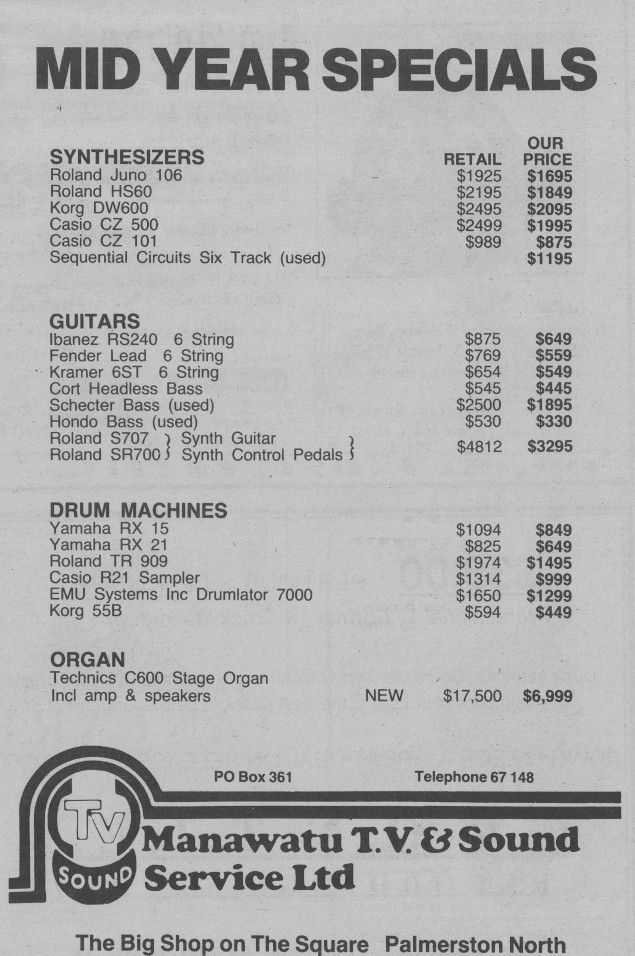 MID YEAR SPECIALS
OUR
SYNTHESIZERS RETAIL PRICE
Roland Juno 106 $1925 $1695
Roland HS60 $2195 $1849
Korg DW600 $2495 $2095
Casio CZ 500 $2499 $1995
Casio CZ 101 $989 $875
Sequential Circuits Six Track (used) $1195
GUITARS
Ibanez RS240 6 String $875 $649
Fender Lead 6 String $769 $559
Kramer 6ST 6 String $654 $549
Cort Headless Bass $545 $445
Schecter Bass (used) $2500 $1895
Hondo Bass (used) $530 $330
Roland S707 } Synth Guitar }
Roland SR700 } Synth Control Pedals } $4812 $3295
DRUM MACHINES
Yamaha RX 15 $1094 $849
Yamaha RX 21 $825 $649
Roland TR 909 $1974 $1495
Casio R21 Sampler $1314 $999
EMU Systems Inc Drumlator 7000 $1650 $1299
Korg 55B $594 $449
ORGAN
Technics C600 Stage Organ
Incl amp & speakers NEW $17,500 $6,999
PO Box 361 Telephone 67 148
TV
SOUND
Manawatu T.V. & Sound
Service Ltd
The Big Shop on The Square Palmerston North